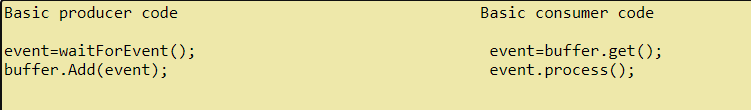 Basic producer code
event=waitForEvent();
buffer.Add(event);
Basic consumer code
event=buffer.get();
event.process();